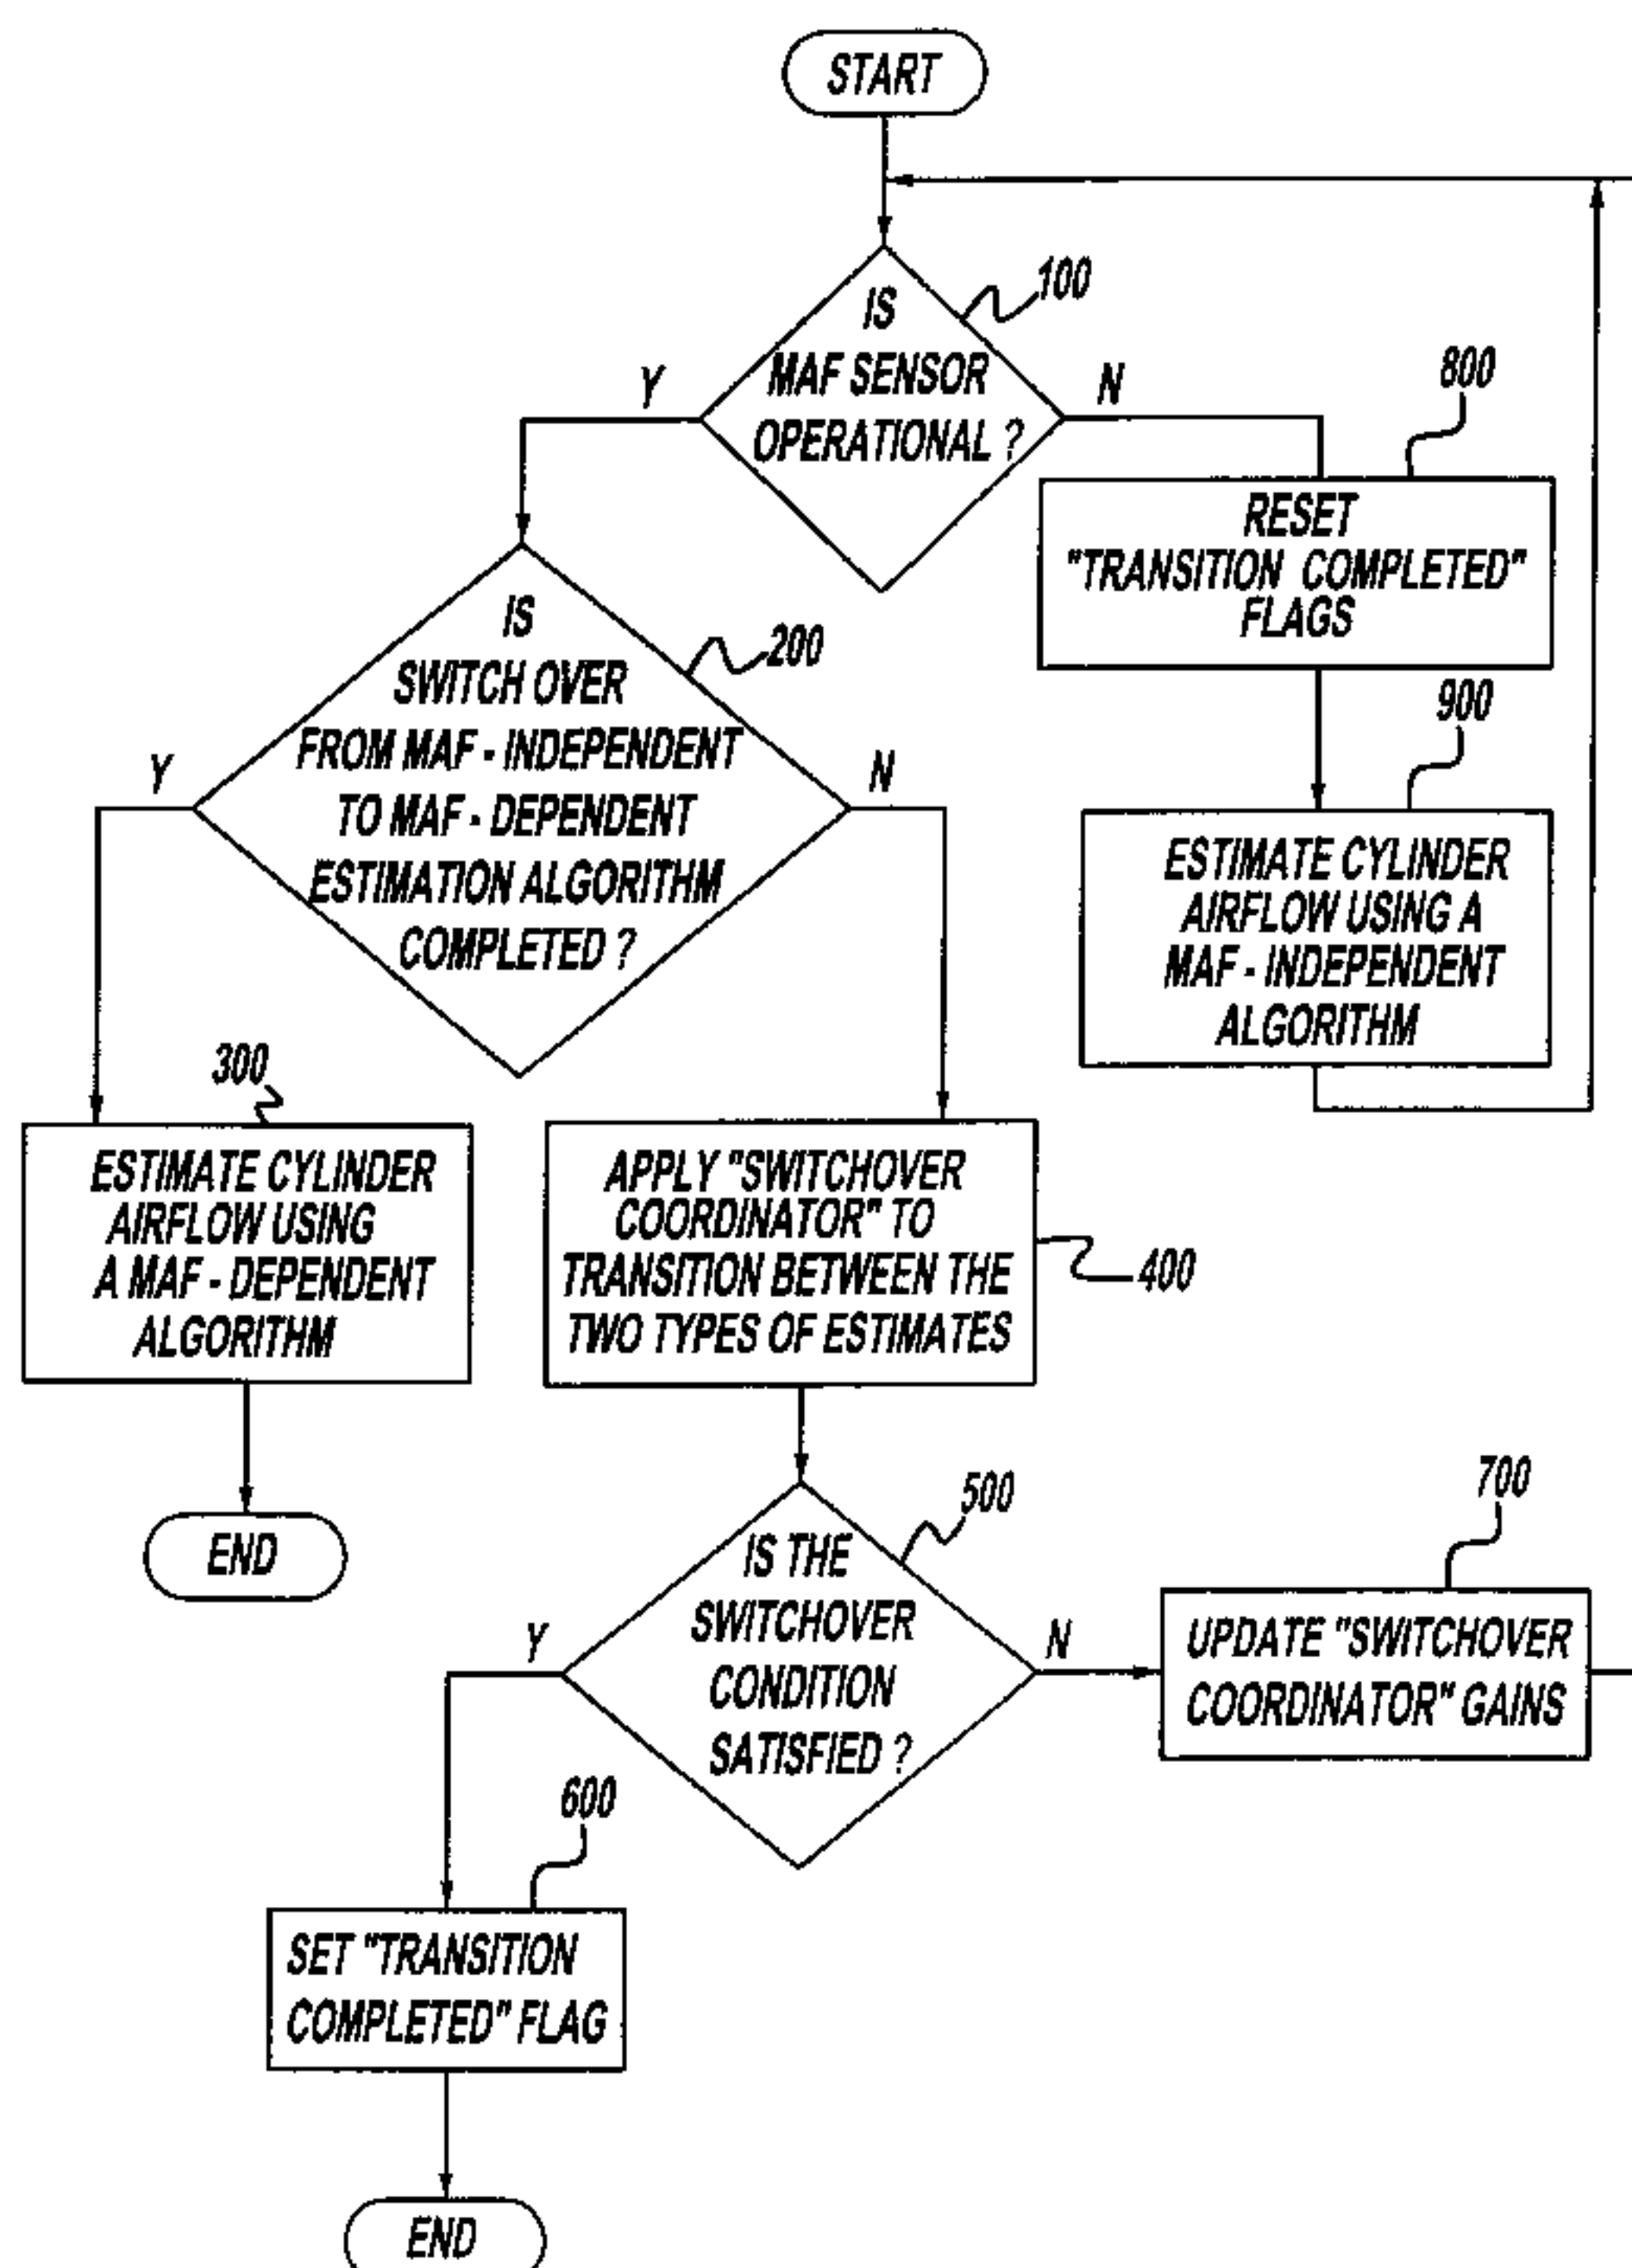 START
100
IS
MAF SENSOR
OPERATIONAL ?
Y
N
800
RESET
"TRANSITION COMPLETED"
FLAGS
200
IS
SWITCH OVER
FROM MAF - INDEPENDENT
TO MAF - DEPENDENT
ESTIMATION ALGORITHM
COMPLETED ?
Y
N
900
ESTIMATE CYLINDER
AIRFLOW USING A
MAF - INDEPENDENT
ALGORITHM
300
ESTIMATE CYLINDER
AIRFLOW USING
A MAF - DEPENDENT
ALGORITHM
END
APPLY "SWITCHOVER
COORDINATOR" TO
TRANSITION BETWEEN THE
TWO TYPES OF ESTIMATES
400
500
IS THE
SWITCHOVER
CONDITION
SATISFIED ?
Y
N
700
UPDATE "SWITCHOVER
COORDINATOR" GAINS
600
SET "TRANSITION
COMPLETED" FLAG
END